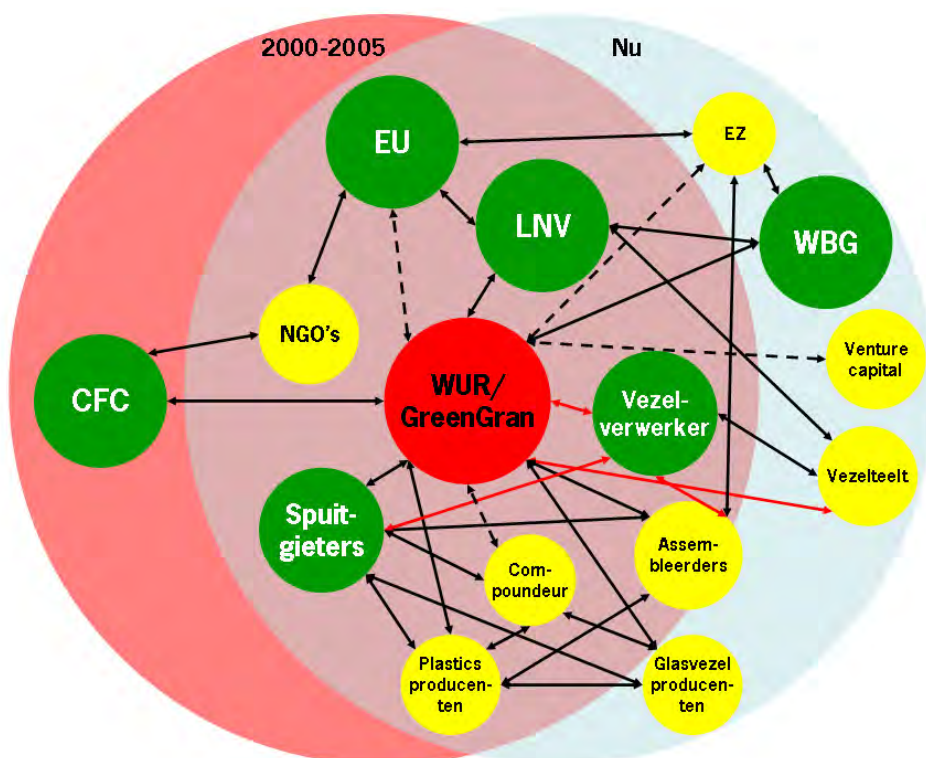 2000-2005
Nu
EU
EZ
LNV
WBG
NGO's
Venture
capital
CFC
WUR/
GreenGran
Vezel-
verwerker
Vezelteelt
Spuit-
gieters
Assem-
bleerders
Com-
poundeur
Plastics
producen-
ten
Glasvezel
producen-
ten